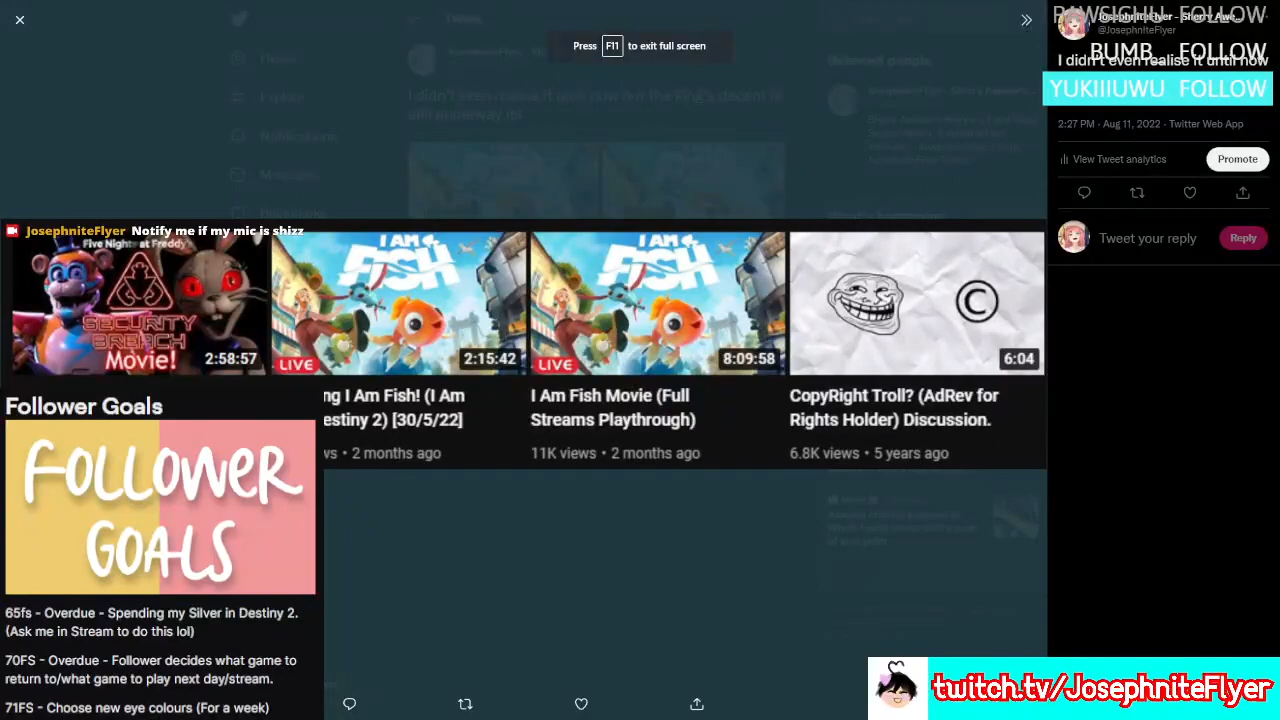 Press F11 to exit full screen
BUMB_ FOLLOW
@JosephniteFlyer
I didn't even realise it until now
YUKIIIUWU FOLLOW
2:27 PM · Aug 11, 2022 · Twitter Web App
View Tweet analytics
Promote
Tweet your reply
Reply
JosephniteFlyer Notify me if my mic is shizz
Five Nights at Freddy's
SECURITY
BREACH
Movie!
2:58:57
I AM
FISH
LIVE
2:15:42
I AM
FISH
LIVE
8:09:58
©
6:04
ng I Am Fish! (I Am
estiny 2) [30/5/22]
ws • 2 months ago
I Am Fish Movie (Full
Streams Playthrough)
11K views • 2 months ago
CopyRight Troll? (AdRev for
Rights Holder) Discussion.
6.8K views • 5 years ago
Follower Goals
FOLLOWER
GOALS
65fs - Overdue - Spending my Silver in Destiny 2.
(Ask me in Stream to do this lol)
70FS - Overdue - Follower decides what game to
return to/what game to play next day/stream.
71FS - Choose new eye colours (For a week)
twitch.tv/JosephniteFlyer